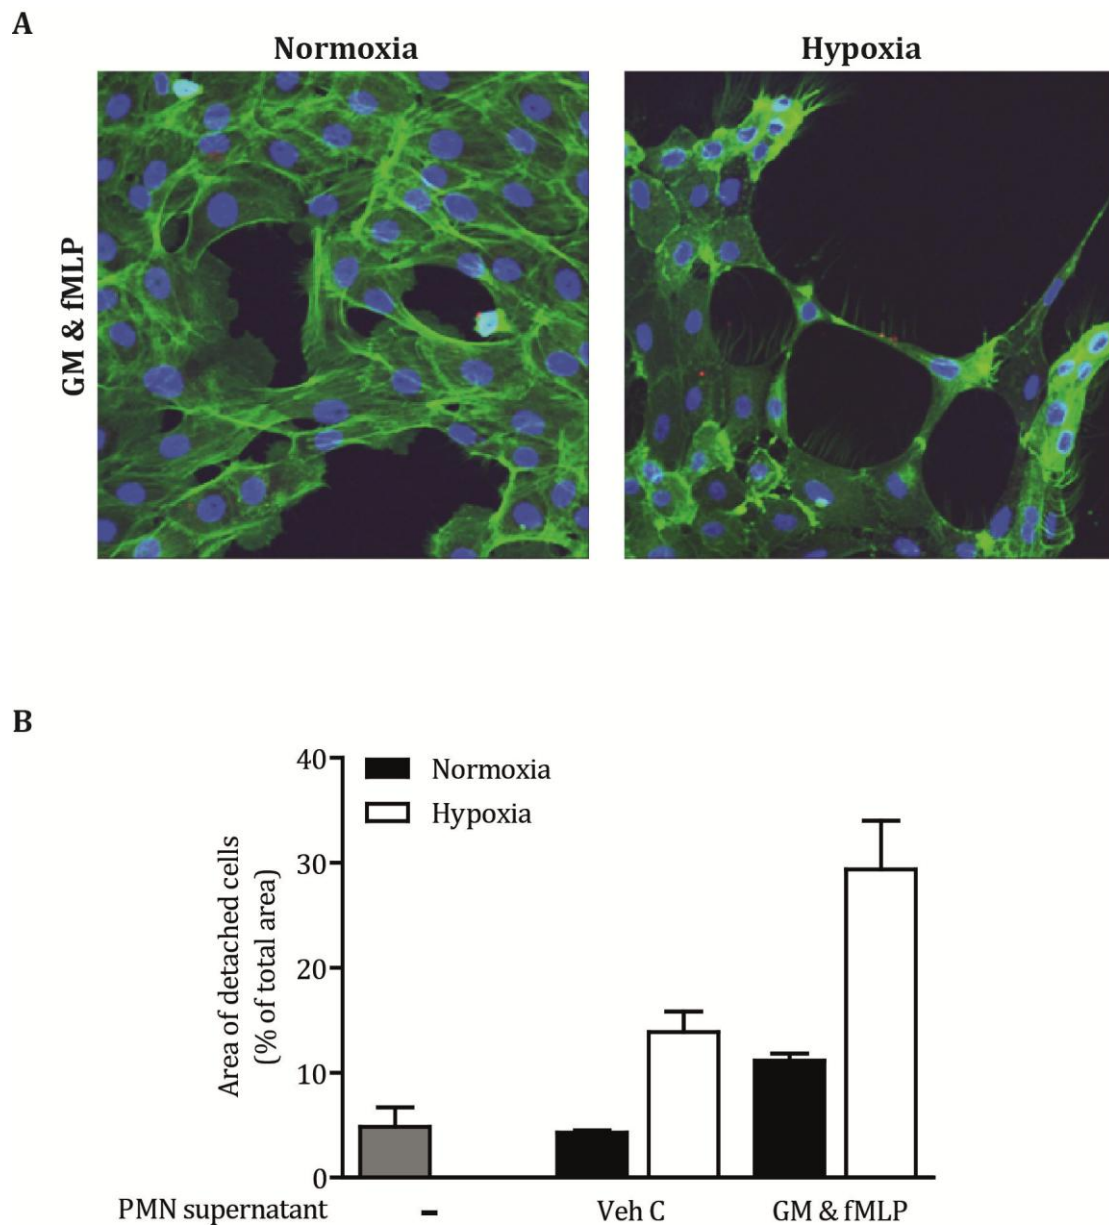 A
Normoxia
Hypoxia
GM & fMLP
B
Area of detached cells
(% of total area)
40
30
20
10
0
Normoxia
Hypoxia
PMN supernatant
-
Veh C
GM & fMLP